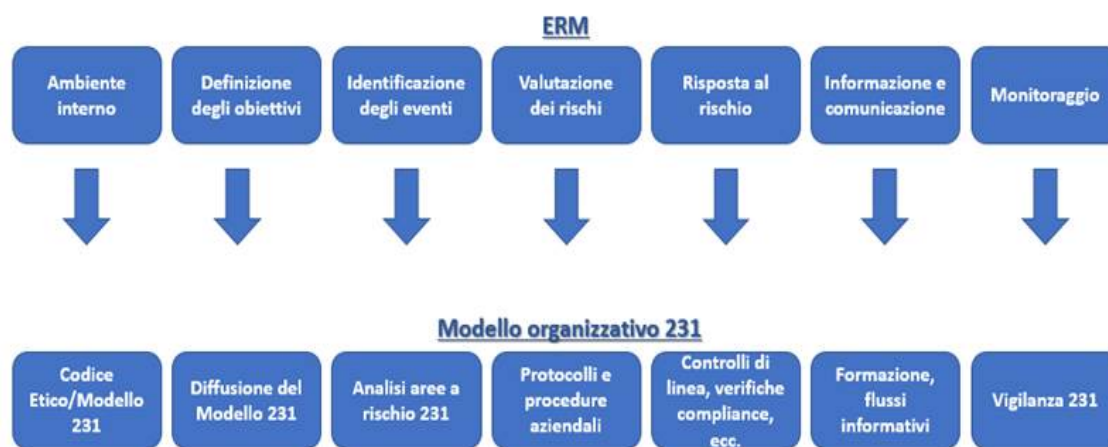 ERM
Ambiente
interno
Definizione
degli obiettivi
Identificazione
degli eventi
Valutazione
dei rischi
Risposta al
rischio
Informazione e
comunicazione
Monitoraggio
Modello organizzativo 231
Codice
Etico/Modello
231
Diffusione del
Modello 231
Analisi aree a
rischio 231
Protocolli e
procedure
aziendali
Controlli di
linea, verifiche
compliance,
ecc.
Formazione,
flussi
informativi
Vigilanza 231